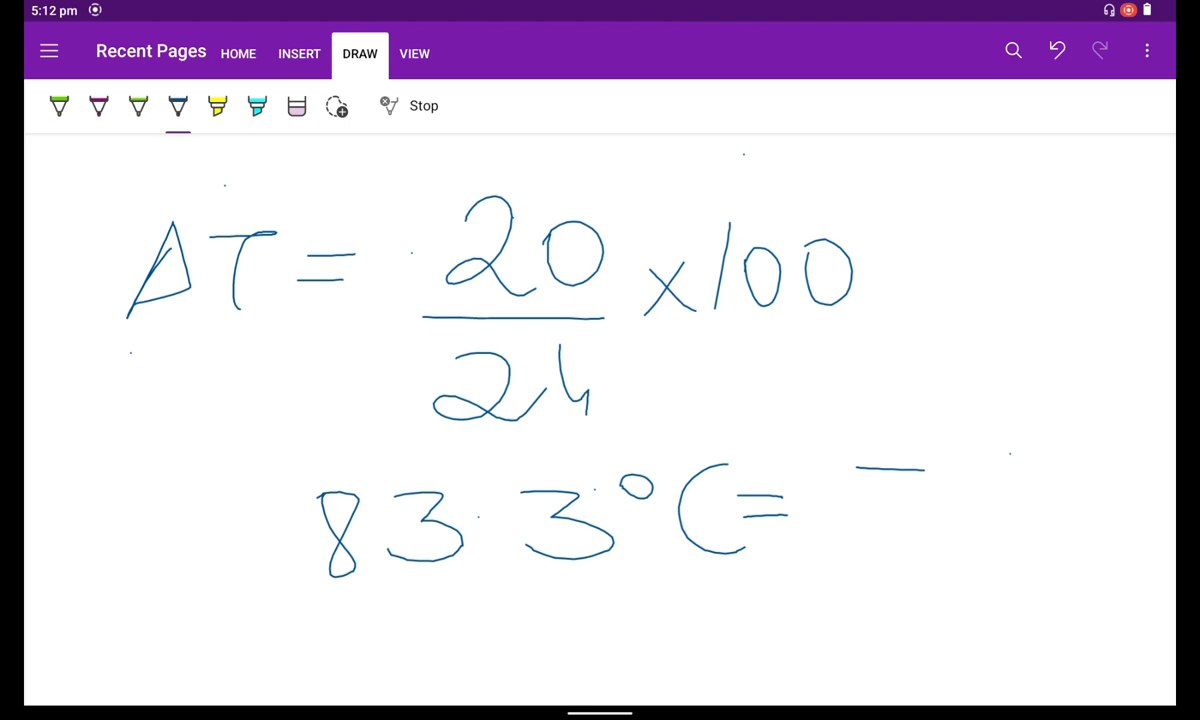 5:12 pm
Recent Pages HOME INSERT DRAW VIEW
Stop
ΔT = 20/24 x 100
83.3°C = —